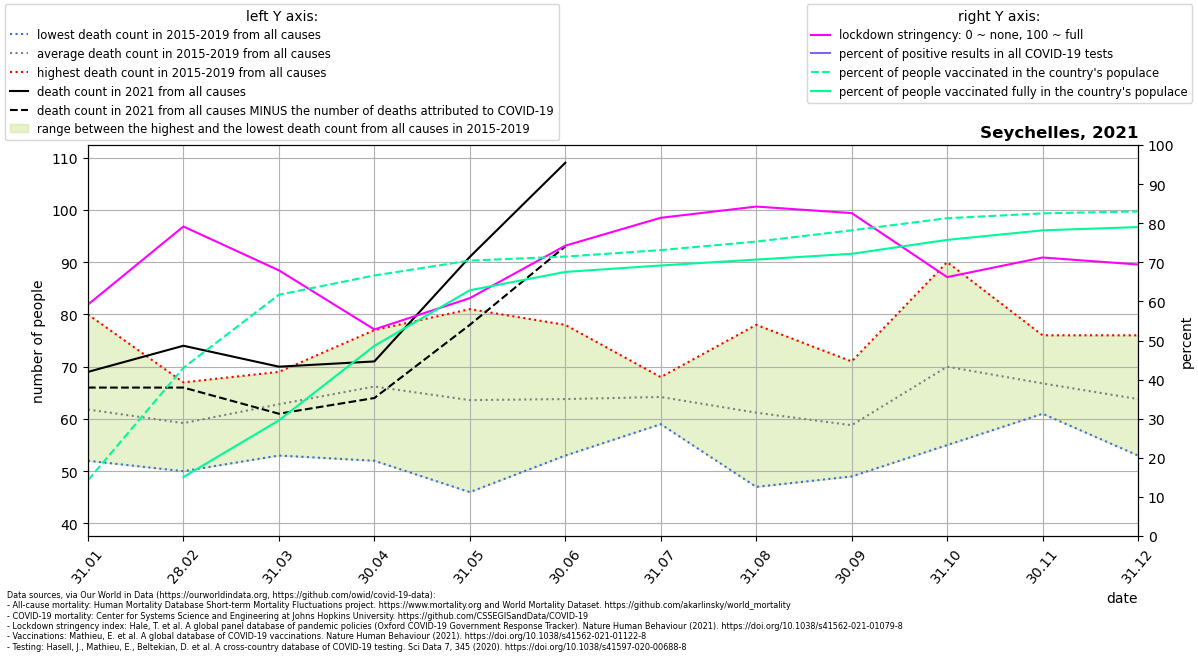 left Y axis:
lowest death count in 2015-2019 from all causes
average death count in 2015-2019 from all causes
highest death count in 2015-2019 from all causes
death count in 2021 from all causes
death count in 2021 from all causes MINUS the number of deaths attributed to COVID-19
range between the highest and the lowest death count from all causes in 2015-2019
right Y axis:
lockdown stringency: 0 ~ none, 100 ~ full
percent of positive results in all COVID-19 tests
percent of people vaccinated in the country's populace
percent of people vaccinated fully in the country's populace
Seychelles, 2021
number of people
110
100
90
80
70
60
50
40
100
90
80
70
60
50
40
30
20
10
0
percent
31.01
28.02
31.03
30.04
31.05
30.06
31.07
31.08
30.09
31.10
30.11
31.12
date
Data sources, via Our World in Data (https://ourworldindata.org, https://github.com/owid/covid-19-data):
- All-cause mortality: Human Mortality Database Short-term Mortality Fluctuations project. https://www.mortality.org and World Mortality Dataset. https://github.com/akarlinsky/world_mortality
- COVID-19 mortality: Center for Systems Science and Engineering at Johns Hopkins University. https://github.com/CSSEGISandData/COVID-19
- Lockdown stringency index: Hale, T. et al. A global panel database of pandemic policies (Oxford COVID-19 Government Response Tracker). Nature Human Behaviour (2021). https://doi.org/10.1038/s41562-021-01079-8
- Vaccinations: Mathieu, E. et al. A global database of COVID-19 vaccinations. Nature Human Behaviour (2021). https://doi.org/10.1038/s41562-021-01122-8
- Testing: Hasell, J., Mathieu, E., Beltekian, D. et al. A cross-country database of COVID-19 testing. Sci Data 7, 345 (2020). https://doi.org/10.1038/s41597-020-00688-8